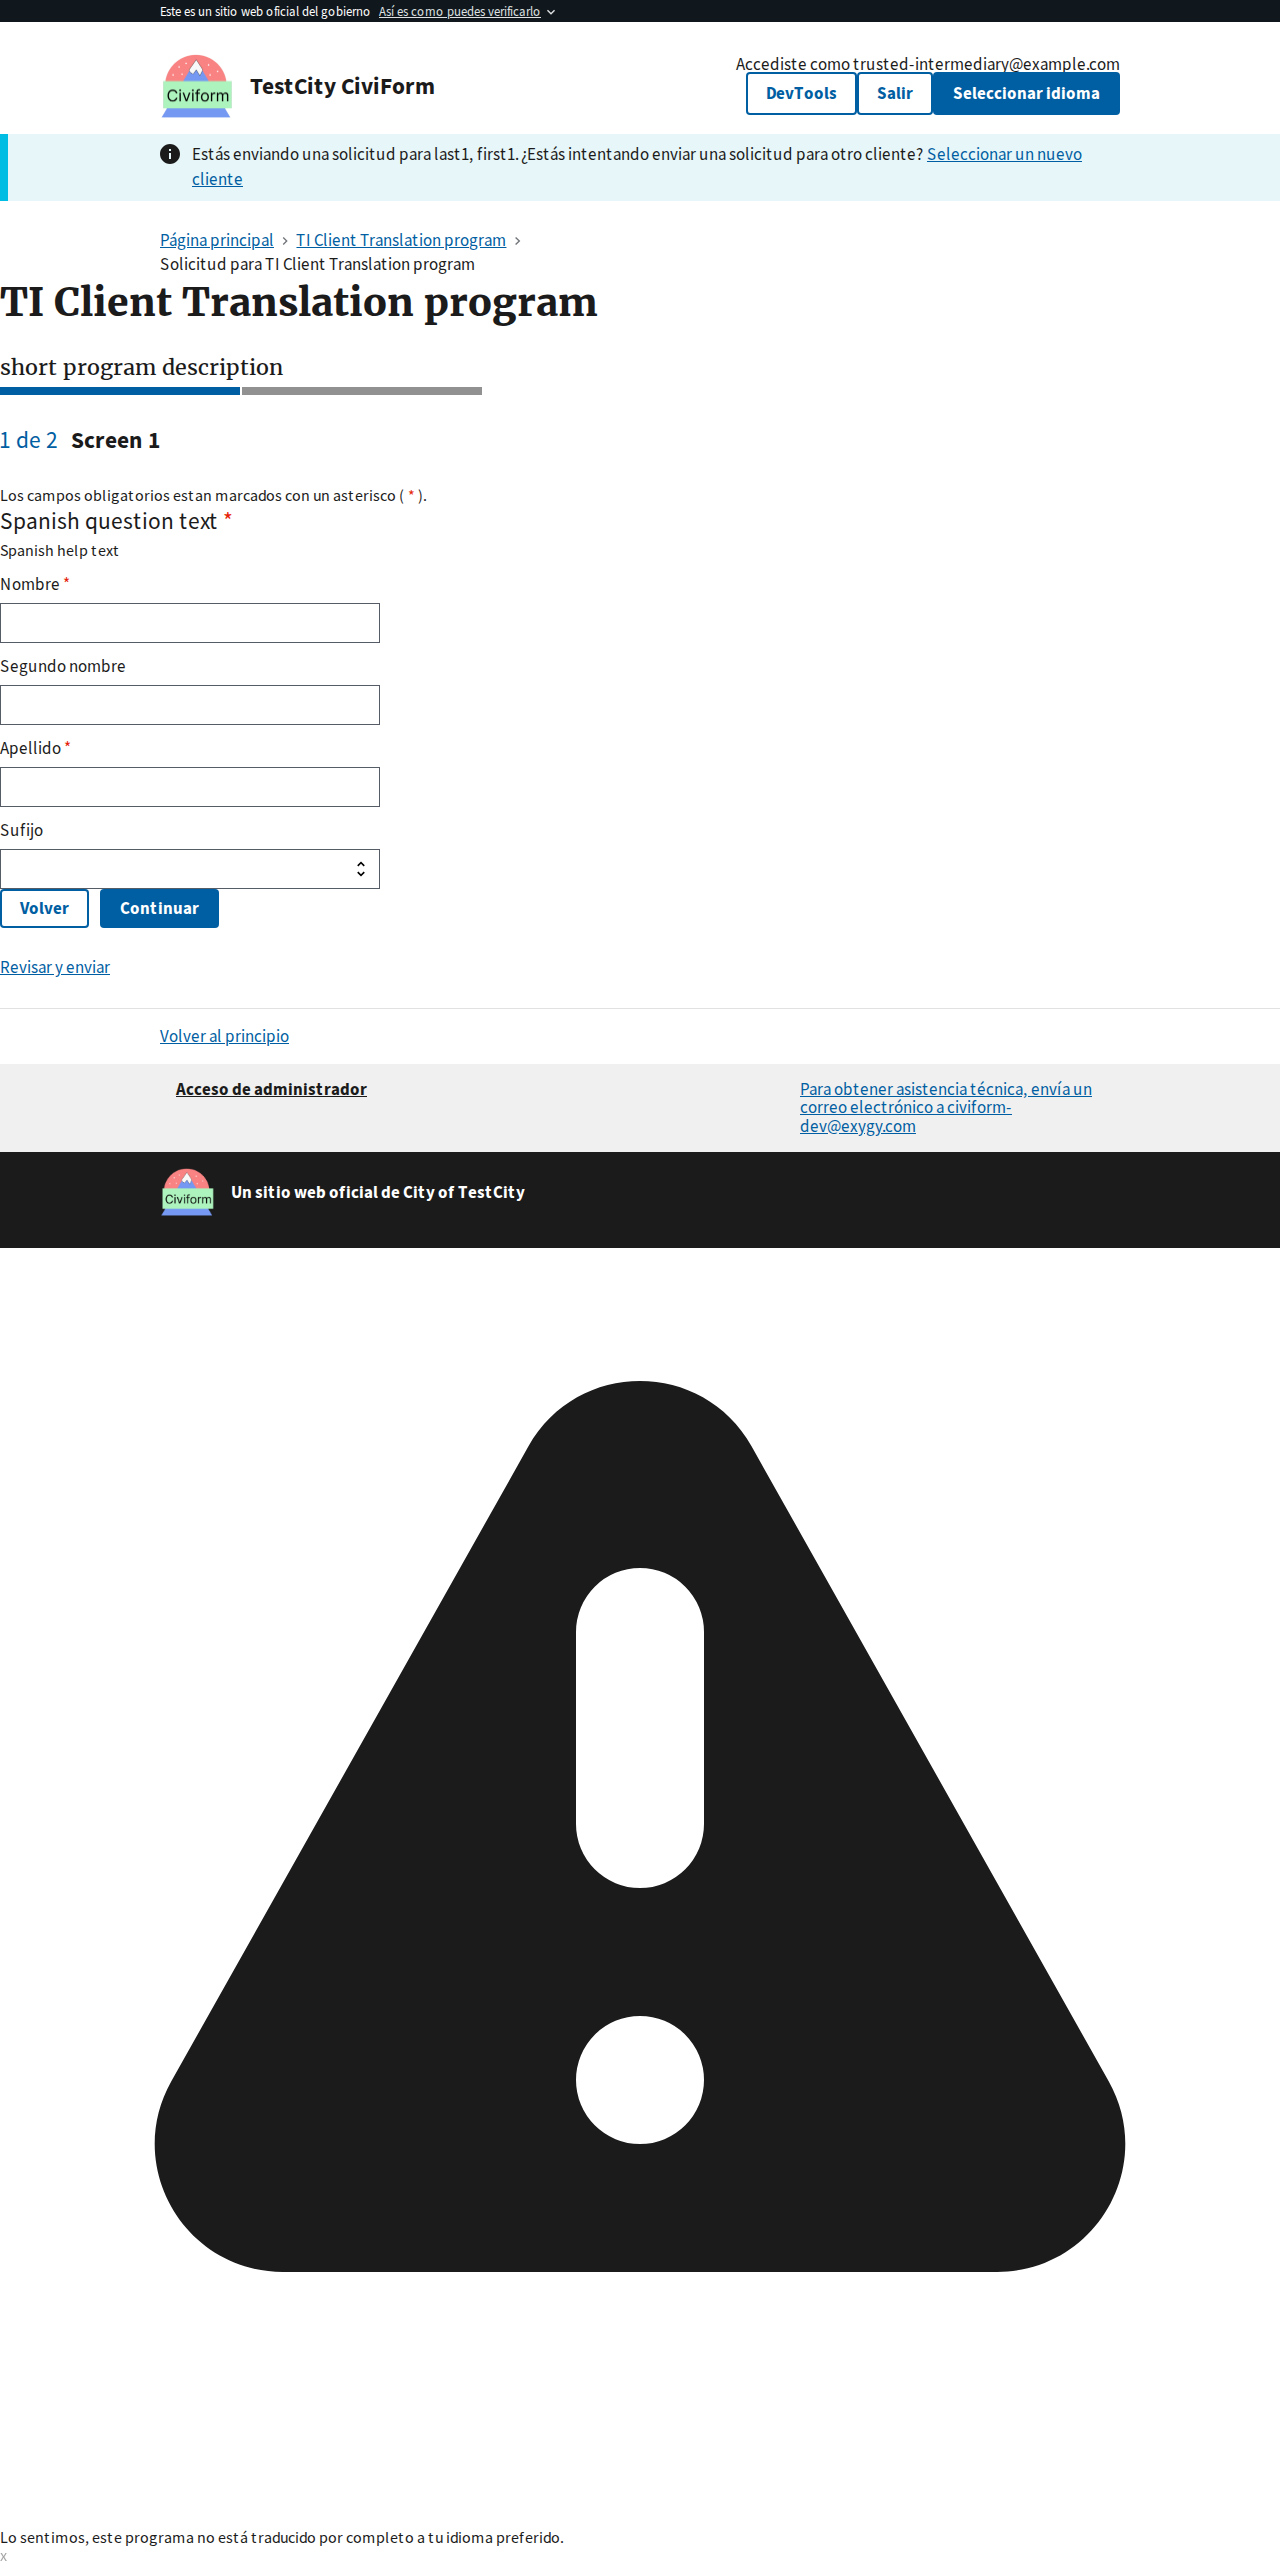 Este es un sitio web oficial del gobierno Así es como puedes verificarlo
Civiform
TestCity CiviForm
Accediste como trusted-intermediary@example.com
DevTools
Salir
Seleccionar idioma
Estás enviando una solicitud para last1, first1. ¿Estás intentando enviar una solicitud para otro cliente? Seleccionar un nuevo
cliente
Página principal
TI Client Translation program
Solicitud para TI Client Translation program
TI Client Translation program
short program description
1 de 2 Screen 1
Los campos obligatorios estan marcados con un asterisco ( * ).
Spanish question text *
Spanish help text
Nombre *
Segundo nombre
Apellido *
Sufijo
Volver
Continuar
Revisar y enviar
Volver al principio
Acceso de administrador
Para obtener asistencia técnica, envía un
correo electrónico a civiform-
dev@exygy.com
Civiform
Un sitio web oficial de City of TestCity
Lo sentimos, este programa no está traducido por completo a tu idioma preferido.
x